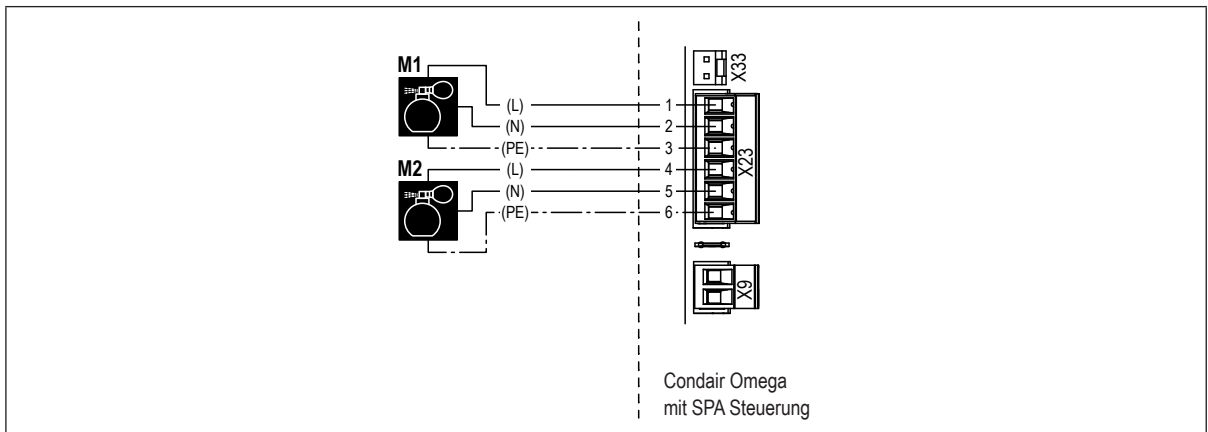 M1
(L)
(N)
(PE)
M2
(L)
(N)
(PE)
1
2
3
4
5
6
X33
X23
X9
Condair Omega
mit SPA Steuerung